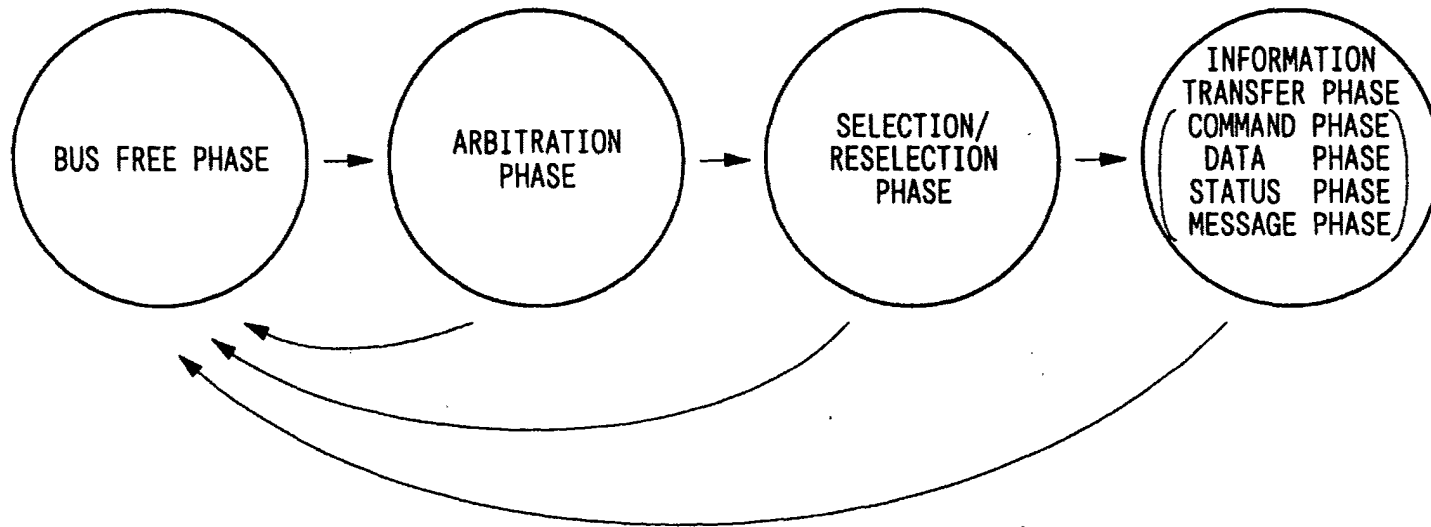 BUS FREE PHASE
ARBITRATION
PHASE
SELECTION/
RESELECTION
PHASE
INFORMATION
TRANSFER PHASE
(COMMAND PHASE
DATA PHASE
STATUS PHASE
MESSAGE PHASE)